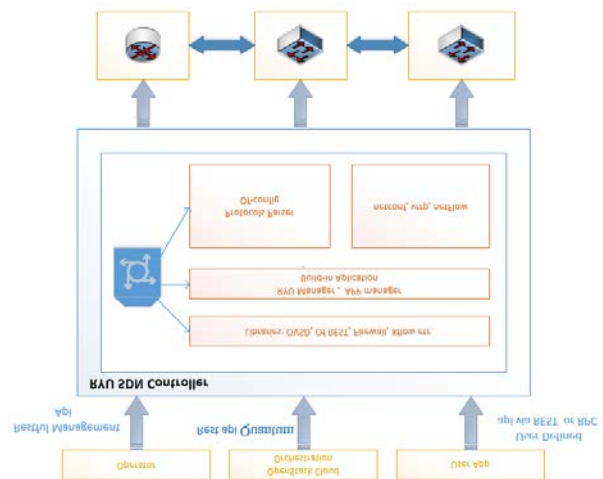 Operator
OpenStack Cloud
Orchestration
User App
Restful Management
Api
Rest api Quantum
User Defined
api via REST or RPC
RYU SDN Controller
Libraries: OVSD, Of REST, Firewall, Xflow etc.
RYU Manager , APP manager
Build-in Aplication
Protocols Parser
OF-config
netconf, vrrp, netFlow